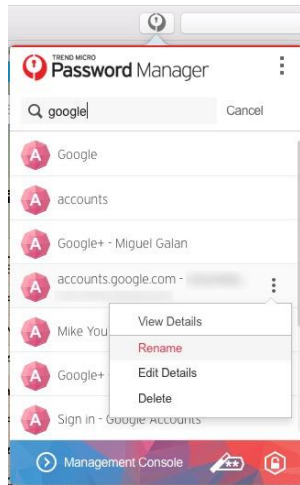 TREND MICRO
Password Manager
google
Cancel
A Google
A accounts
A Google+ - Miguel Galan
A accounts.google.com -
View Details
A Mike You
Rename
A Google+
Edit Details
Delete
A Sign in - Google Accounts
Management Console